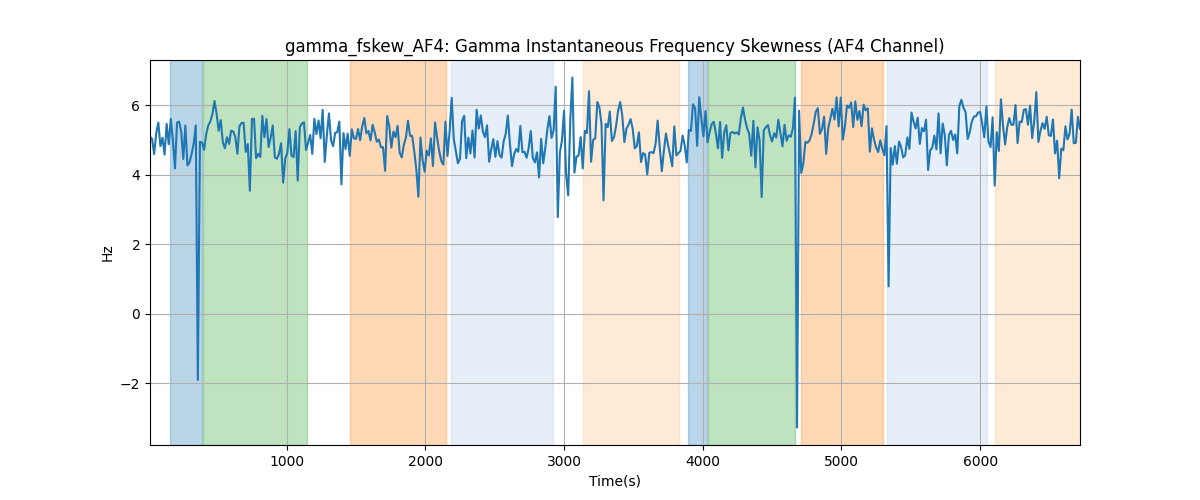 gamma_fskew_AF4: Gamma Instantaneous Frequency Skewness (AF4 Channel)
6
4
2
0
−2
Hz
1000 2000 3000 4000 5000 6000
Time(s)